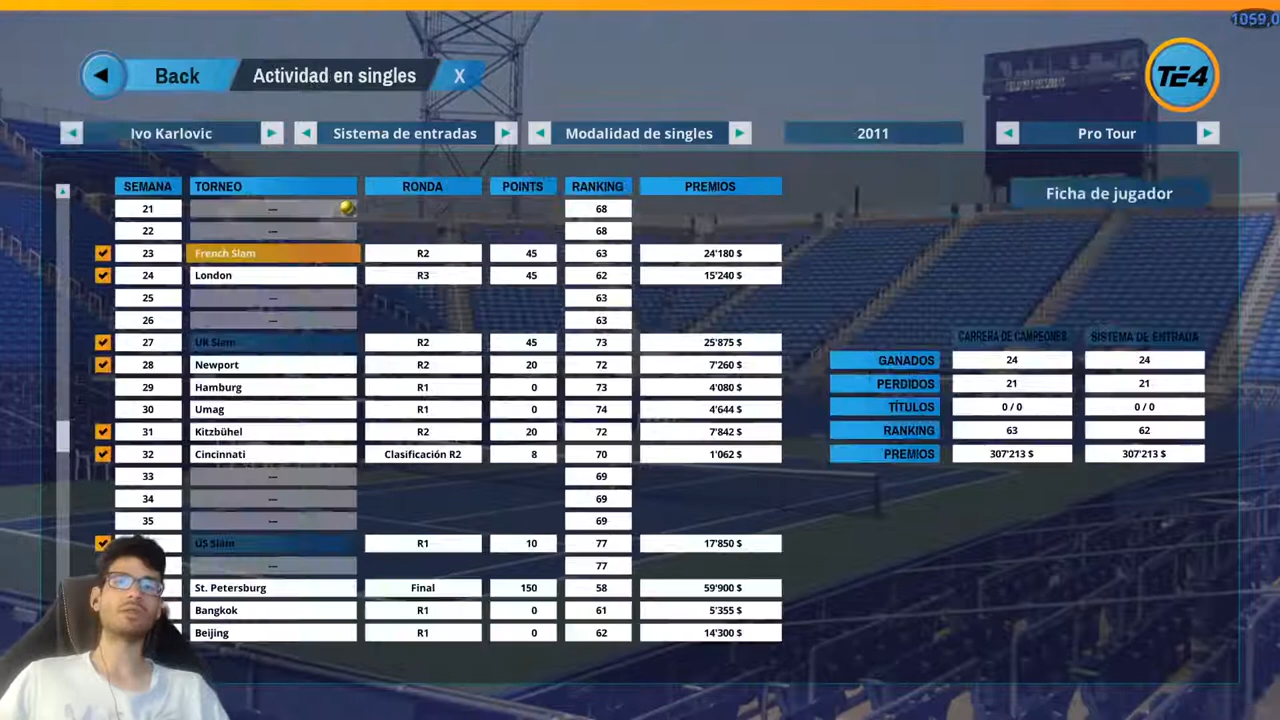 1059,0
Back
Actividad en singles
X
TE4
Ivo Karlovic
Sistema de entradas
Modalidad de singles
2011
Pro Tour
SEMANA TORNEO RONDA POINTS RANKING PREMIOS
Ficha de jugador
21 --- 68
22 --- 68
23 French Slam R2 45 63 24'180 $
24 London R3 45 62 15'240 $
25 --- 63
26 --- 63
27 UK Slam R2 45 73 25'875 $
28 Newport R2 20 72 7'260 $
29 Hamburg R1 0 73 4'080 $
30 Umag R1 0 74 4'644 $
31 Kitzbühel R2 20 72 7'842 $
32 Cincinnati Clasificación R2 8 70 1'062 $
33 --- 69
34 --- 69
35 --- 69
US Slam R1 10 77 17'850 $
--- 77
St. Petersburg Final 150 58 59'900 $
Bangkok R1 0 61 5'355 $
Beijing R1 0 62 14'300 $
CARRERA DE CAMPEONES SISTEMA DE ENTRADA
GANADOS 24 24
PERDIDOS 21 21
TÍTULOS 0 / 0 0 / 0
RANKING 63 62
PREMIOS 307'213 $ 307'213 $